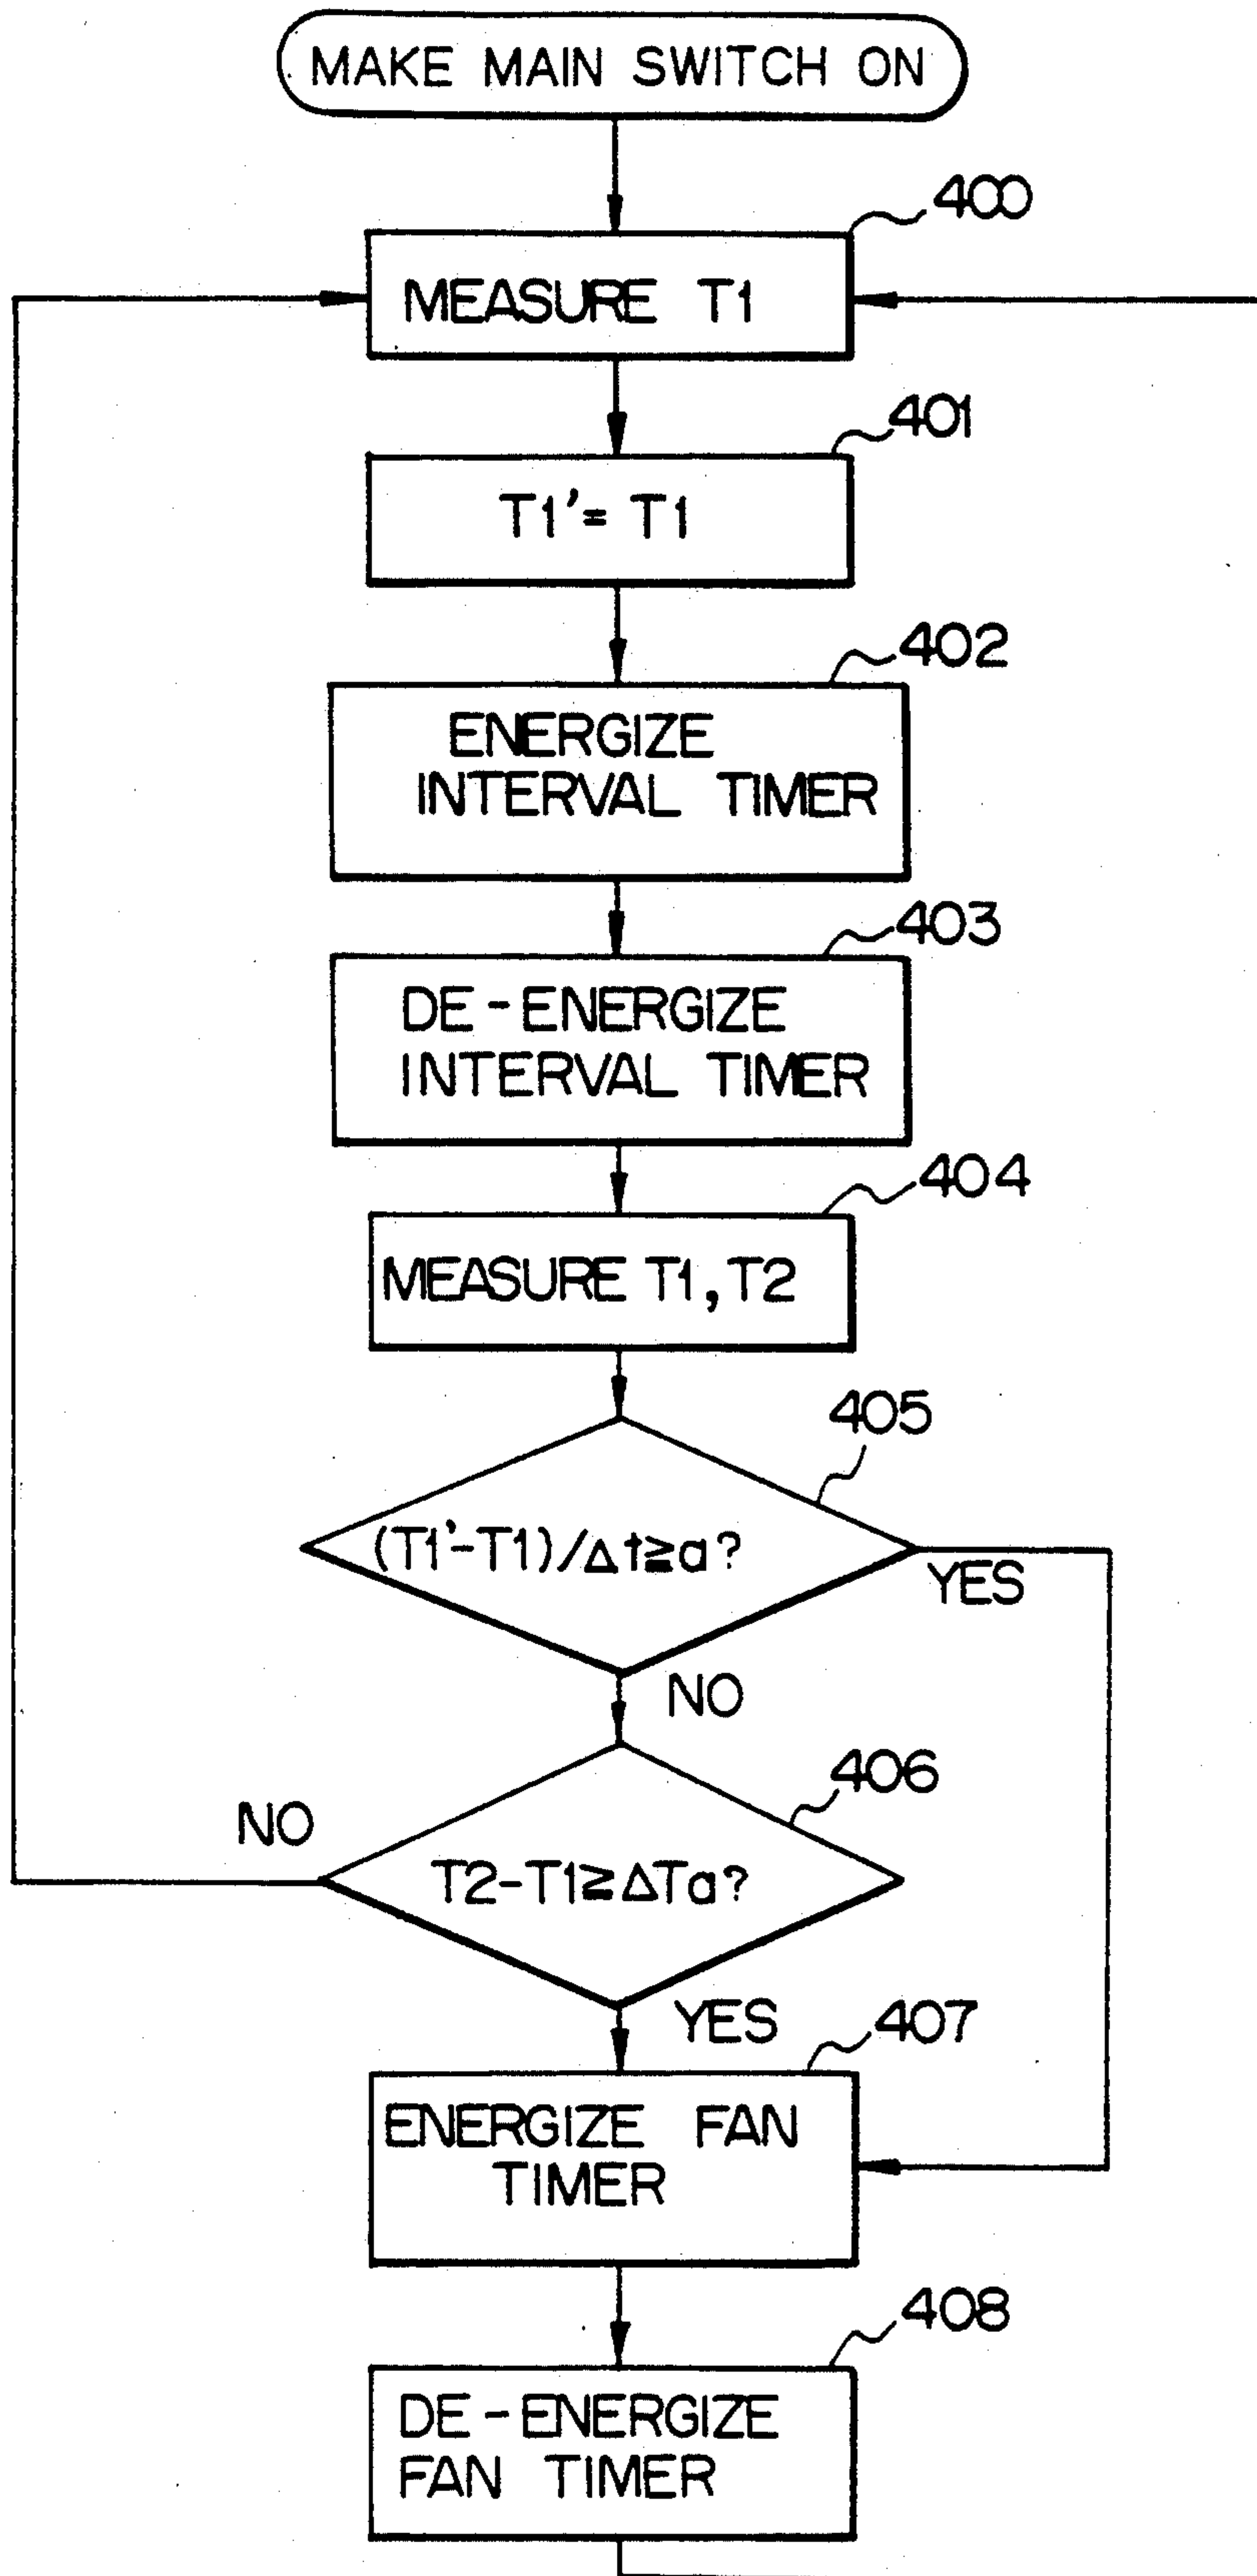 MAKE MAIN SWITCH ON
400
MEASURE T1
401
T1'= T1
402
ENERGIZE
INTERVAL TIMER
403
DE-ENERGIZE
INTERVAL TIMER
404
MEASURE T1, T2
405
(T1'-T1)/Δt≧a?
YES
NO
406
NO
T2-T1≧ΔTa?
YES
407
ENERGIZE FAN
TIMER
408
DE-ENERGIZE
FAN TIMER